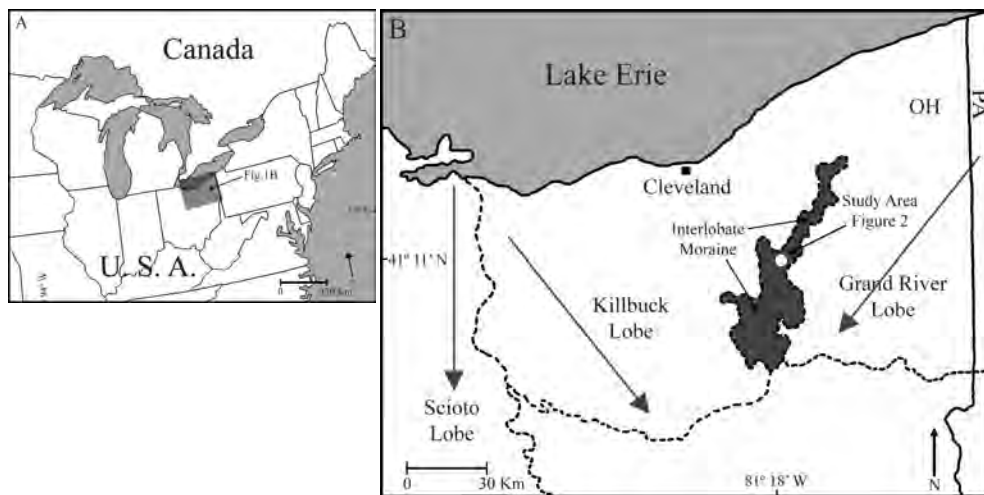 A
Canada
Fig.1B
U. S. A.
B
Lake Erie
OH
PA
Cleveland
Study Area
Figure 2
Interlobate
Moraine
41° 11' N
Killbuck
Lobe
Grand River
Lobe
Scioto
Lobe
0
30 Km
81° 18' W
N